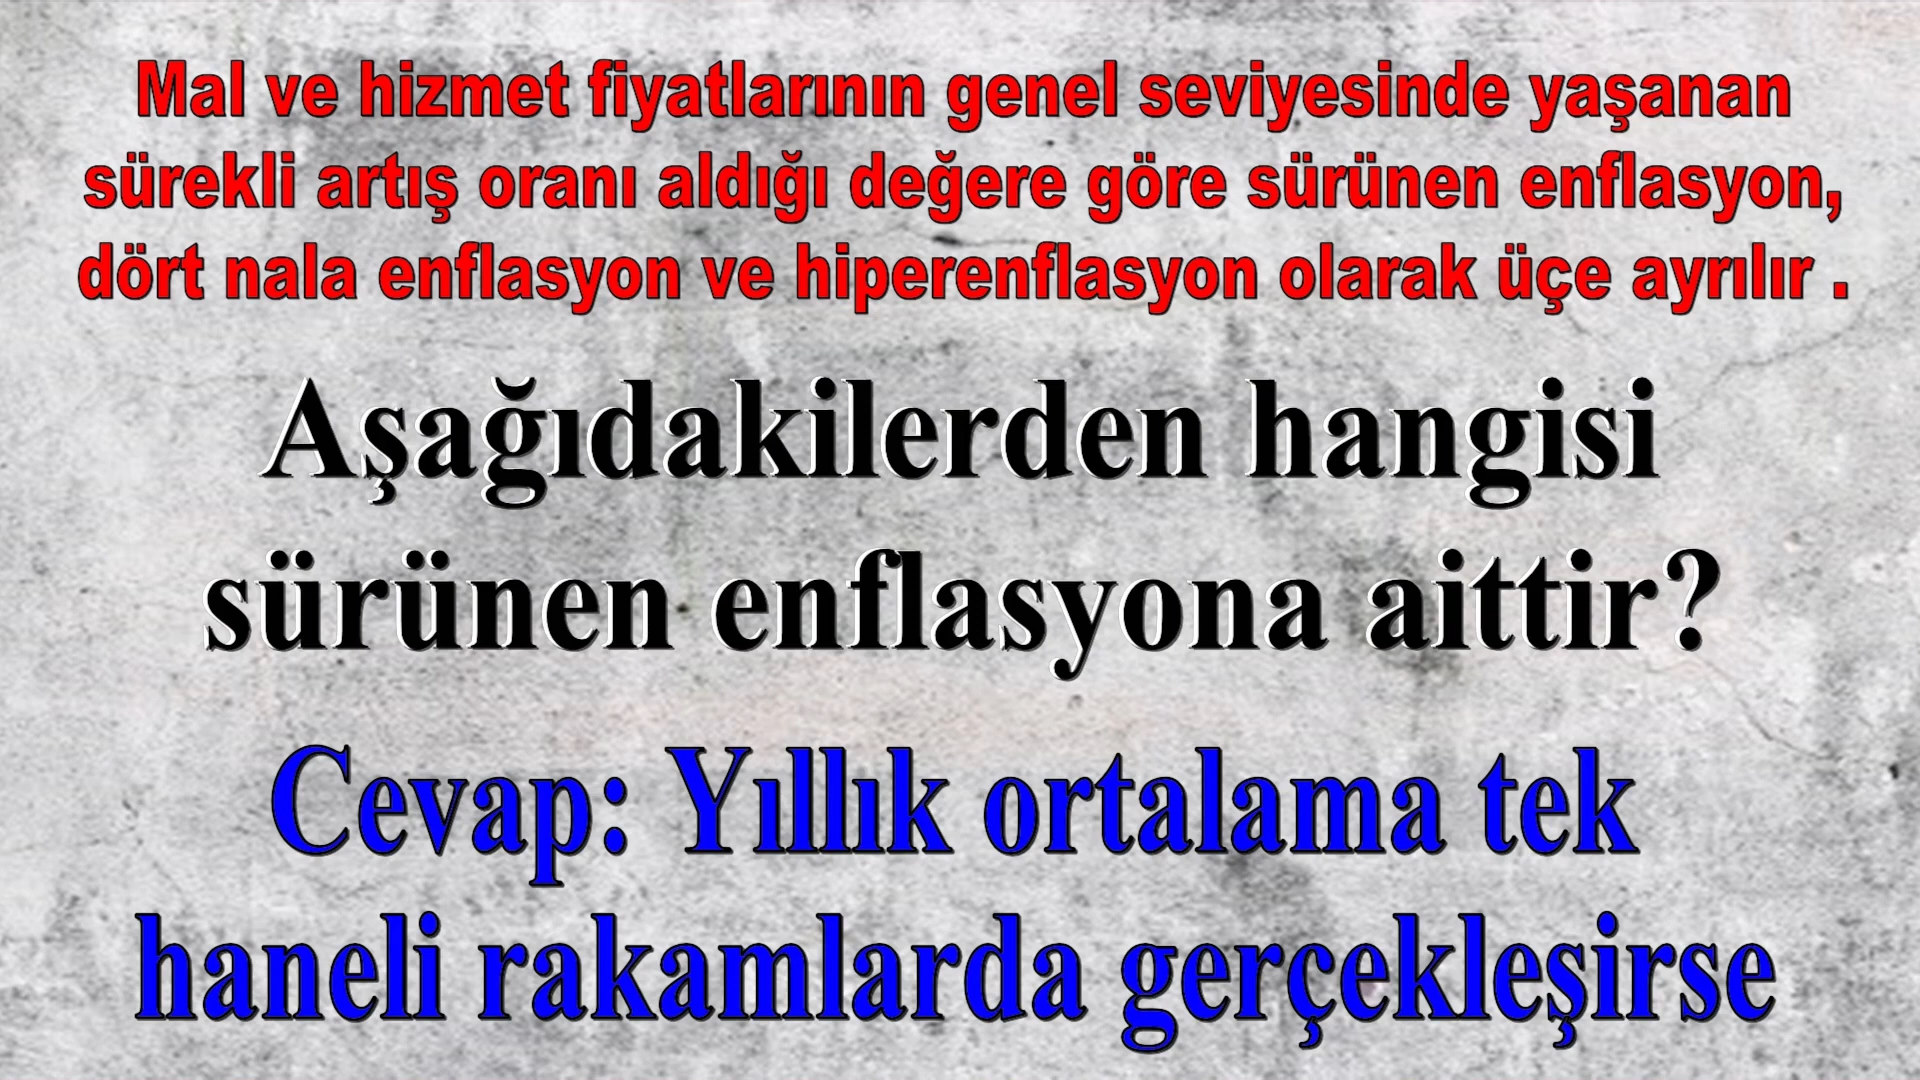 Mal ve hizmet fiyatlarının genel seviyesinde yaşanan
sürekli artış oranı aldığı değere göre sürünen enflasyon,
dört nala enflasyon ve hiperenflasyon olarak üçe ayrılır .
Aşağıdakilerden hangisi
sürünen enflasyona aittir?
Cevap: Yıllık ortalama tek
haneli rakamlarda gerçekleşirse